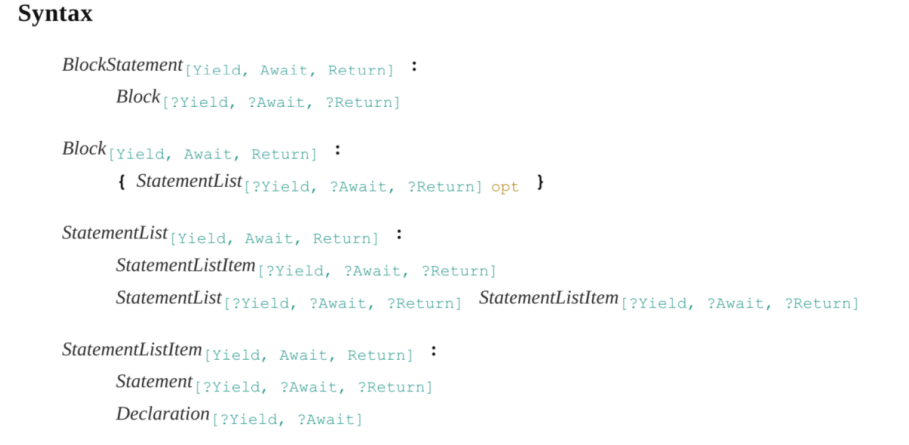 Syntax
BlockStatement[Yield, Await, Return] :
Block[?Yield, ?Await, ?Return]
Block[Yield, Await, Return] :
{ StatementList[?Yield, ?Await, ?Return] opt }
StatementList[Yield, Await, Return] :
StatementListItem[?Yield, ?Await, ?Return]
StatementList[?Yield, ?Await, ?Return] StatementListItem[?Yield, ?Await, ?Return]
StatementListItem[Yield, Await, Return] :
Statement[?Yield, ?Await, ?Return]
Declaration[?Yield, ?Await]